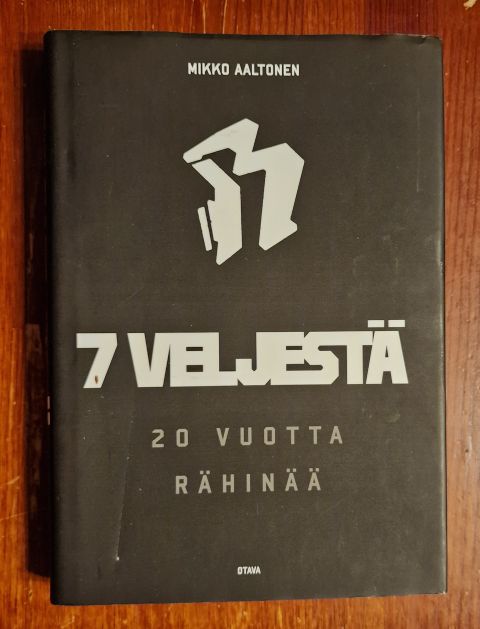 MIKKO AALTONEN
7 VELJESTÄ
20 VUOTTA
RÄHINÄÄ
OTAVA